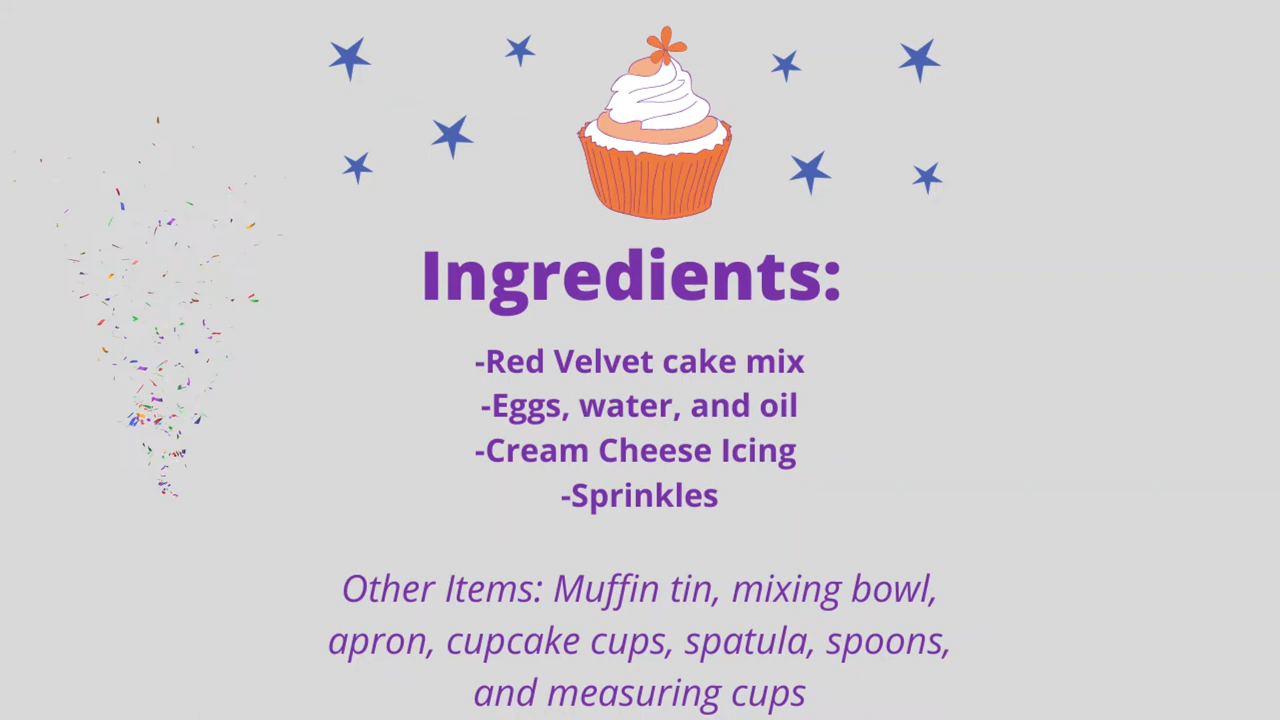 Ingredients:
-Red Velvet cake mix
-Eggs, water, and oil
-Cream Cheese Icing
-Sprinkles
Other Items: Muffin tin, mixing bowl,
apron, cupcake cups, spatula, spoons,
and measuring cups